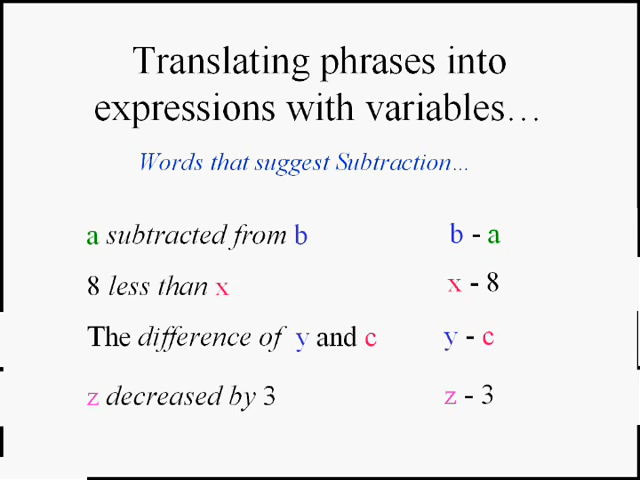 Translating phrases into
expressions with variables…
Words that suggest Subtraction…
a subtracted from b b - a
8 less than x x - 8
The difference of y and c y - c
z decreased by 3 z - 3